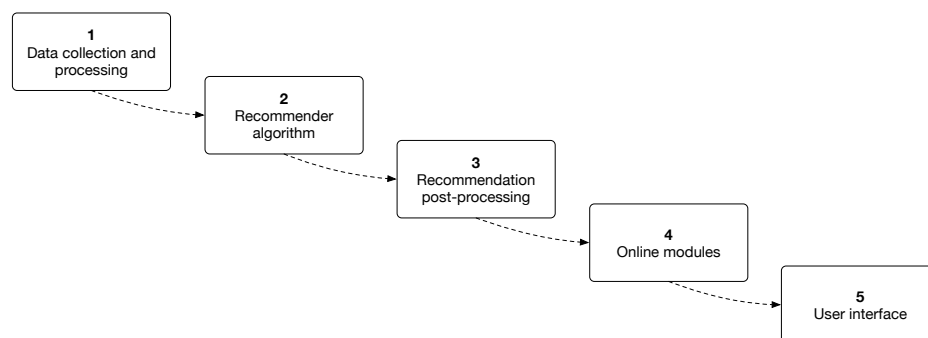 1
Data collection and
processing
2
Recommender
algorithm
3
Recommendation
post-processing
4
Online modules
5
User interface